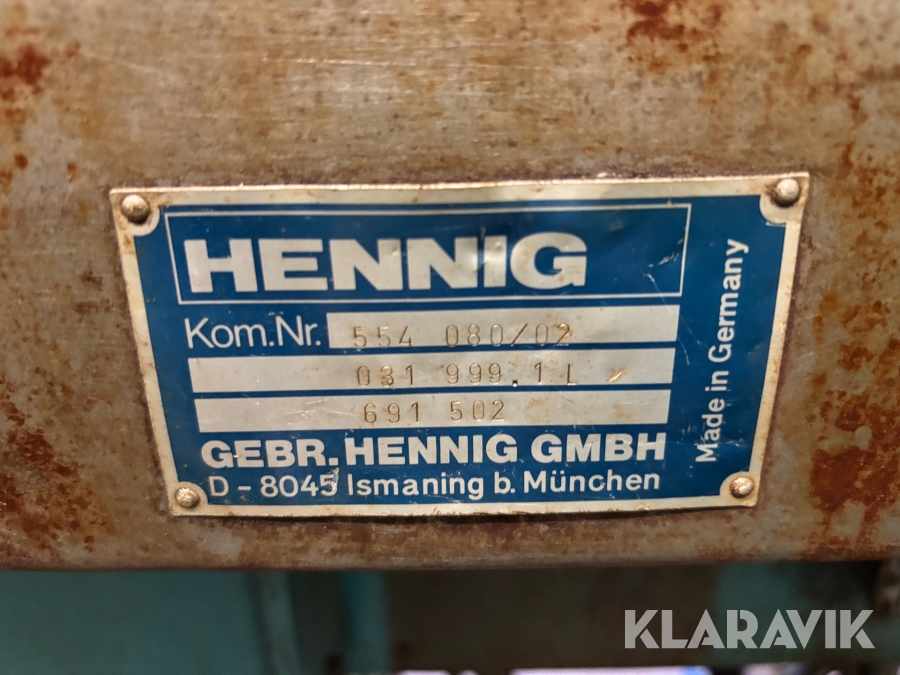 HENNIG
Kom.Nr. 554 080/02
031 999.1 L
691 502
GEBR.HENNIG GMBH
D-8045 Ismaning b. München
Made in Germany
KLARAVIK